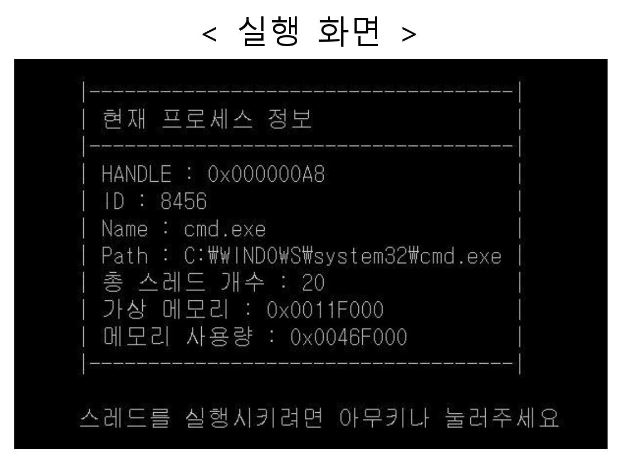 < 실행 화면 >
|-----------------------------------|
| 현재 프로세스 정보 |
|-----------------------------------|
| HANDLE : 0x000000A8 |
| ID : 8456 |
| Name : cmd.exe |
| Path : C:₩WINDOWS₩system32₩cmd.exe |
| 총 스레드 개수 : 20 |
| 가상 메모리 : 0x0011F000 |
| 메모리 사용량 : 0x0046F000 |
|-----------------------------------|
스레드를 실행시키려면 아무키나 눌러주세요